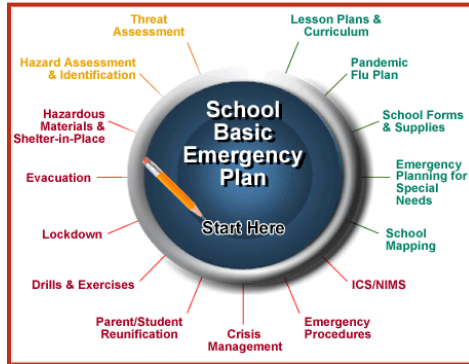 Threat
Assessment
Lesson Plans &
Curriculum
Hazard Assessment
& Identification
Pandemic
Flu Plan
Hazardous
Materials &
Shelter-in-Place
School Forms
& Supplies
School
Basic
Emergency
Plan
Start Here
Evacuation
Emergency
Planning for
Special
Needs
Lockdown
School
Mapping
Drills & Exercises
ICS/NIMS
Parent/Student
Reunification
Crisis
Management
Emergency
Procedures